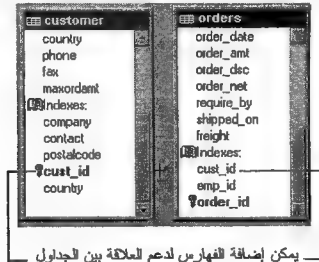 customer
country
phone
fax
maxordamt
Indexes:
company
contact
postalcode
cust_id
country
orders
order_date
order_amt
order_dsc
order_net
require_by
shipped_on
freight
Indexes:
cust_id
emp_id
order_id
يمكن إضافة الفهارس لدعم العلاقة بين الجداول